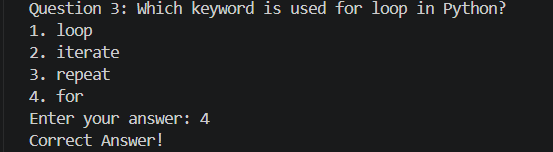 Question 3: Which keyword is used for loop in Python?
1. loop
2. iterate
3. repeat
4. for
Enter your answer: 4
Correct Answer!